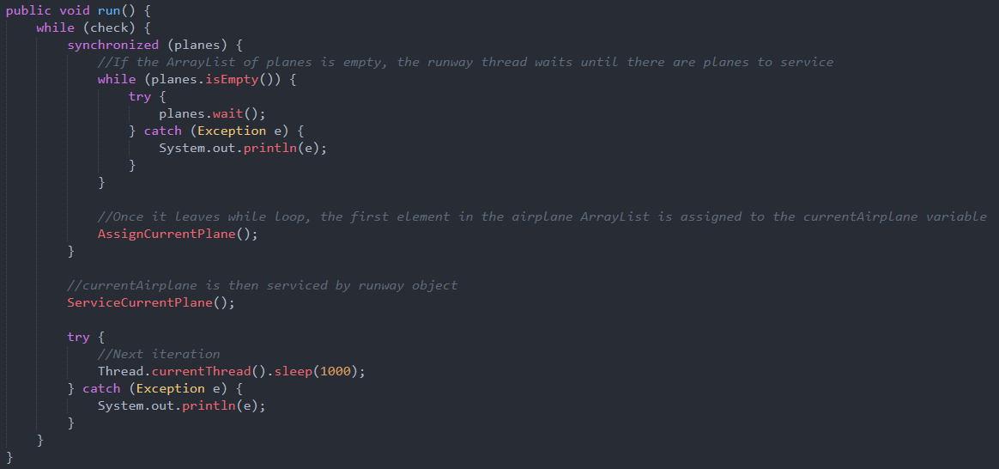 public void run() {
    while (check) {
        synchronized (planes) {
            //If the ArrayList of planes is empty, the runway thread waits until there are planes to service
            while (planes.isEmpty()) {
                try {
                    planes.wait();
                } catch (Exception e) {
                    System.out.println(e);
                }
            }

            //Once it leaves while loop, the first element in the airplane ArrayList is assigned to the currentAirplane variable
            AssignCurrentPlane();
        }

        //currentAirplane is then serviced by runway object
        ServiceCurrentPlane();

        try {
            //Next iteration
            Thread.currentThread().sleep(1000);
        } catch (Exception e) {
            System.out.println(e);
        }
    }
}